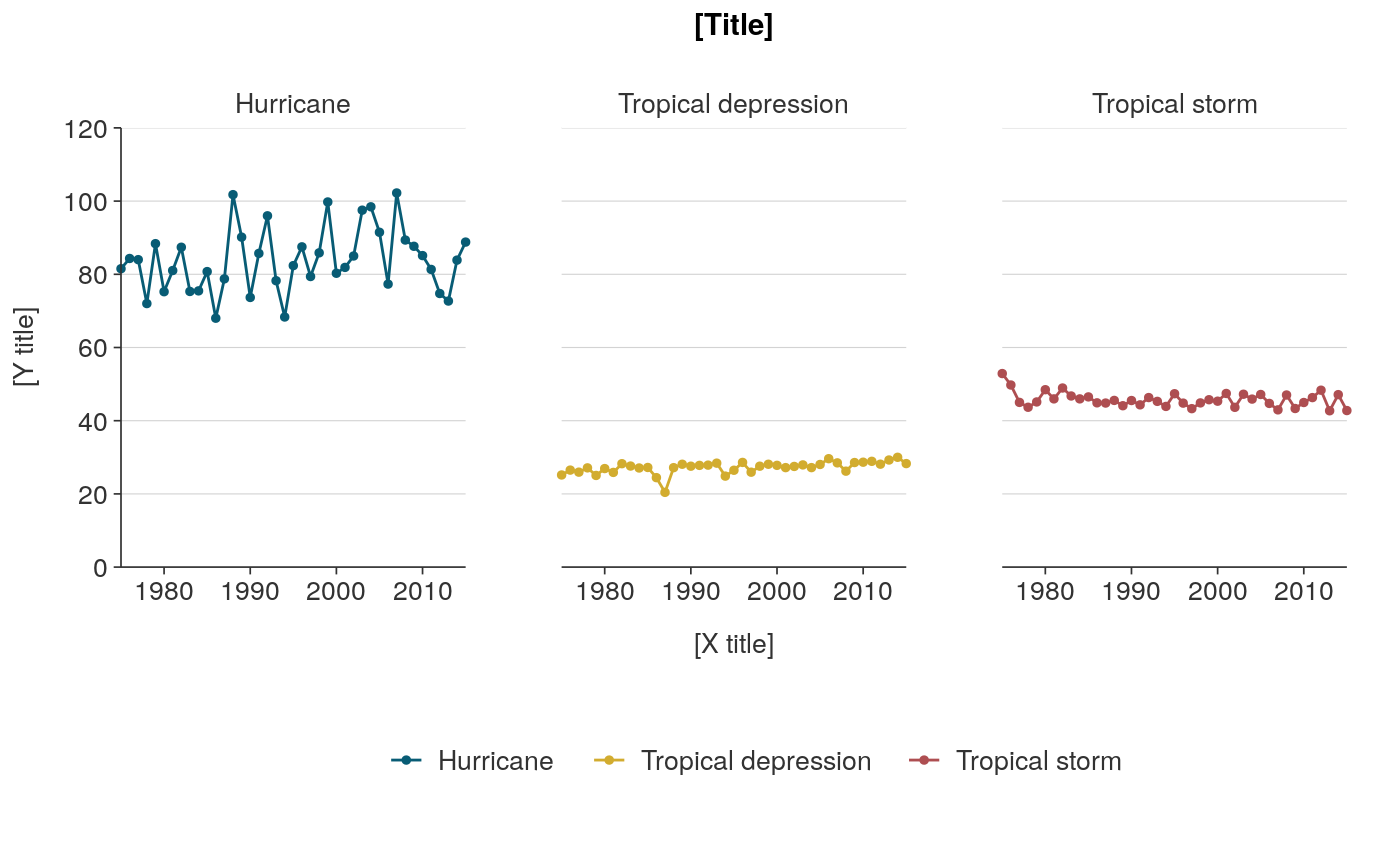 [Title]
Hurricane
Tropical depression
Tropical storm
120
100
80
60
40
20
0
[Y title]
1980 1990 2000 2010
1980 1990 2000 2010
1980 1990 2000 2010
[X title]
Hurricane Tropical depression Tropical storm